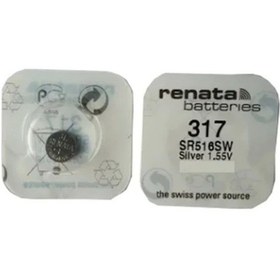 renata
batteries
317
SR516SW
Silver 1.55V
the swiss power source